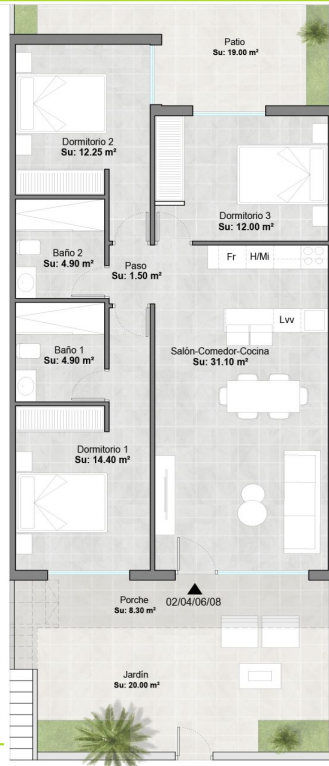 Patio
Su: 19.00 m²
Dormitorio 2
Su: 12.25 m²
Dormitorio 3
Su: 12.00 m²
Baño 2
Su: 4.90 m²
Paso
Su: 1.50 m²
Fr H/Mi
Lvv
Baño 1
Su: 4.90 m²
Salón-Comedor-Cocina
Su: 31.10 m²
Dormitorio 1
Su: 14.40 m²
Porche
Su: 8.30 m²
02/04/06/08
Jardín
Su: 20.00 m²